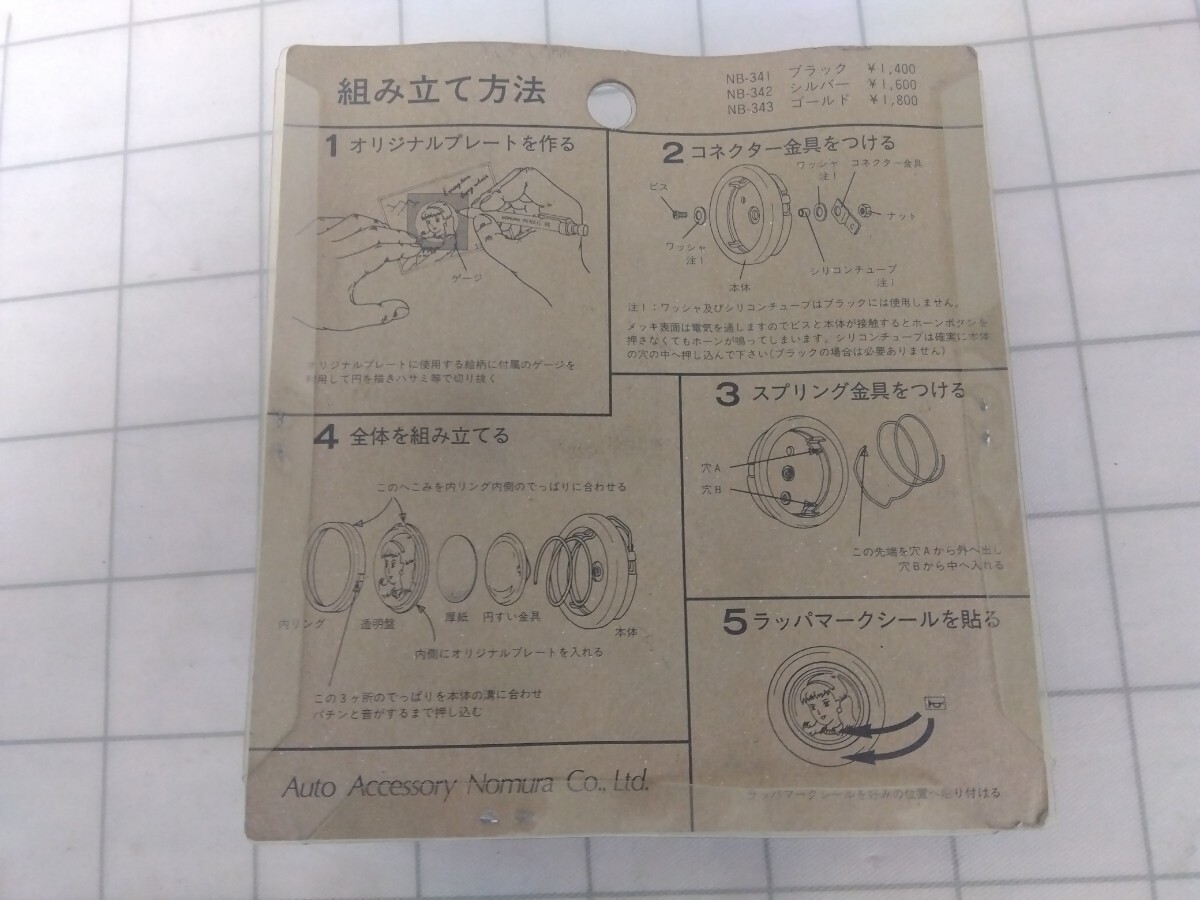 組み立て方法
NB-341 ブラック ¥1,400
NB-342 シルバー ¥1,600
NB-343 ゴールド ¥1,800
1 オリジナルプレートを作る
ゲージ
オリジナルプレートに使用する絵柄に付属のゲージを
利用して円を描きハサミ等で切り抜く
2 コネクター金具をつける
ビス
ワッシャ
注1
本体
ワッシャ
注1
コネクター金具
ナット
シリコンチューブ
注1
注1:ワッシャ及びシリコンチューブはブラックには使用しません。
メッキ表面は電気を通しますのでビスと本体が接触するとホーンボタンを
押さなくてもホーンが鳴ってしまいます。シリコンチューブは確実に本体
の穴の中へ押し込んで下さい(ブラックの場合は必要ありません)
3 スプリング金具をつける
穴A
穴B
この先端を穴Aから外へ出し
穴Bから中へ入れる
4 全体を組み立てる
このへこみを内リング内側のでっぱりに合わせる
内リング
透明盤
厚紙
円すい金具
本体
内側にオリジナルプレートを入れる
この3ヶ所のでっぱりを本体の溝に合わせ
パチンと音がするまで押し込む
5 ラッパマークシールを貼る
ラッパマークシールを好みの位置へ貼り付ける
Auto Accessory Nomura Co., Ltd.